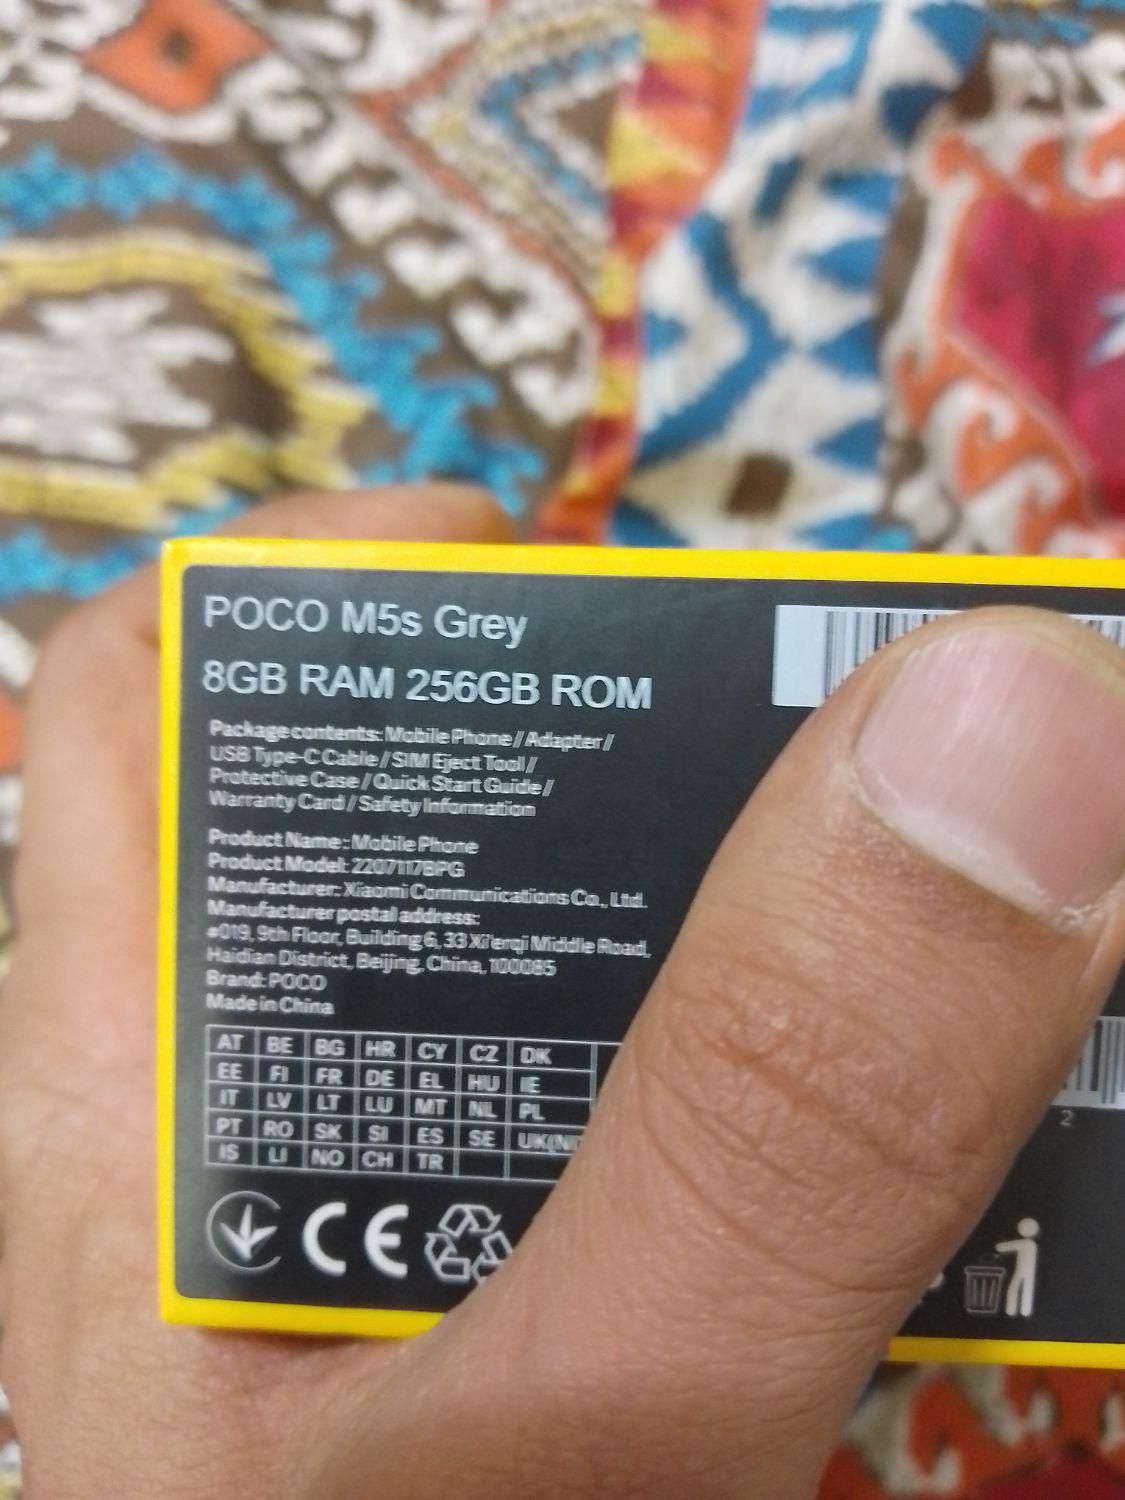 POCO M5s Grey
8GB RAM 256GB ROM
Package contents: Mobile Phone / Adapter /
USB Type-C Cable / SIM Eject Tool /
Protective Case / Quick Start Guide /
Warranty Card / Safety Information
Product Name: Mobile Phone
Product Model: 2207117BPG
Manufacturer: Xiaomi Communications Co., Ltd.
Manufacturer postal address:
#019, 9th Floor, Building 6, 33 Xi'erqi Middle Road,
Haidian District, Beijing, China, 100085
Brand: POCO
Made in China
AT BE BG HR CY CZ DK
EE FI FR DE EL HU IE
IT LV LT LU MT NL PL
PT RO SK SI ES SE UK(NI
IS LI NO CH TR
CE
2